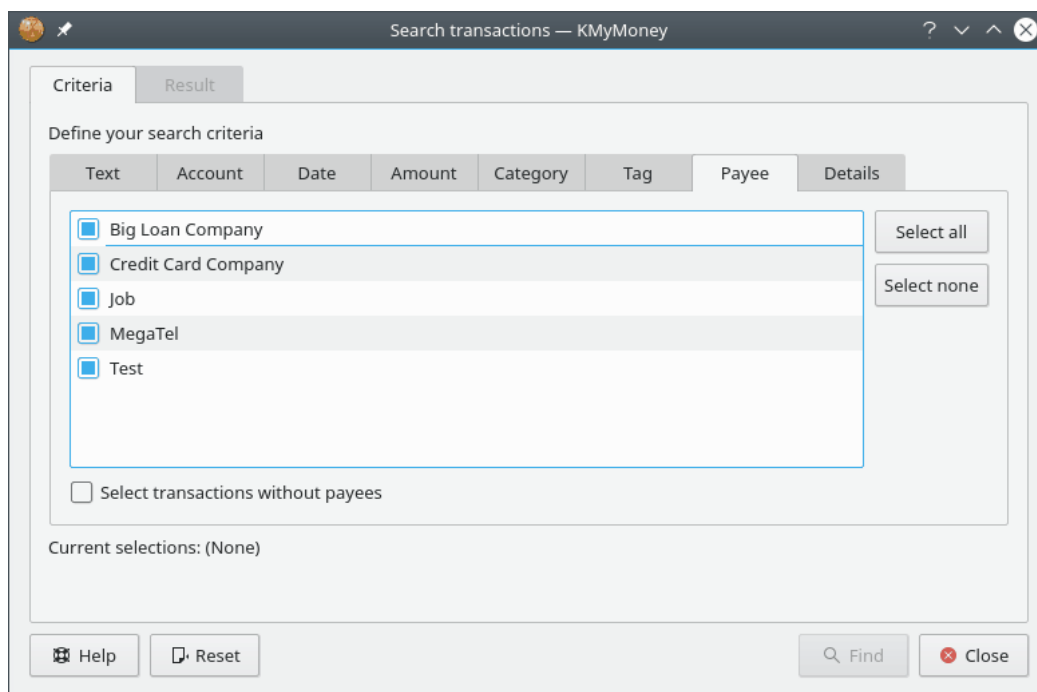 Search transactions — KMyMoney
Criteria Result
Define your search criteria
Text Account Date Amount Category Tag Payee Details
Big Loan Company
Select all
Credit Card Company
Select none
Job
MegaTel
Test
Select transactions without payees
Current selections: (None)
Help Reset Find Close